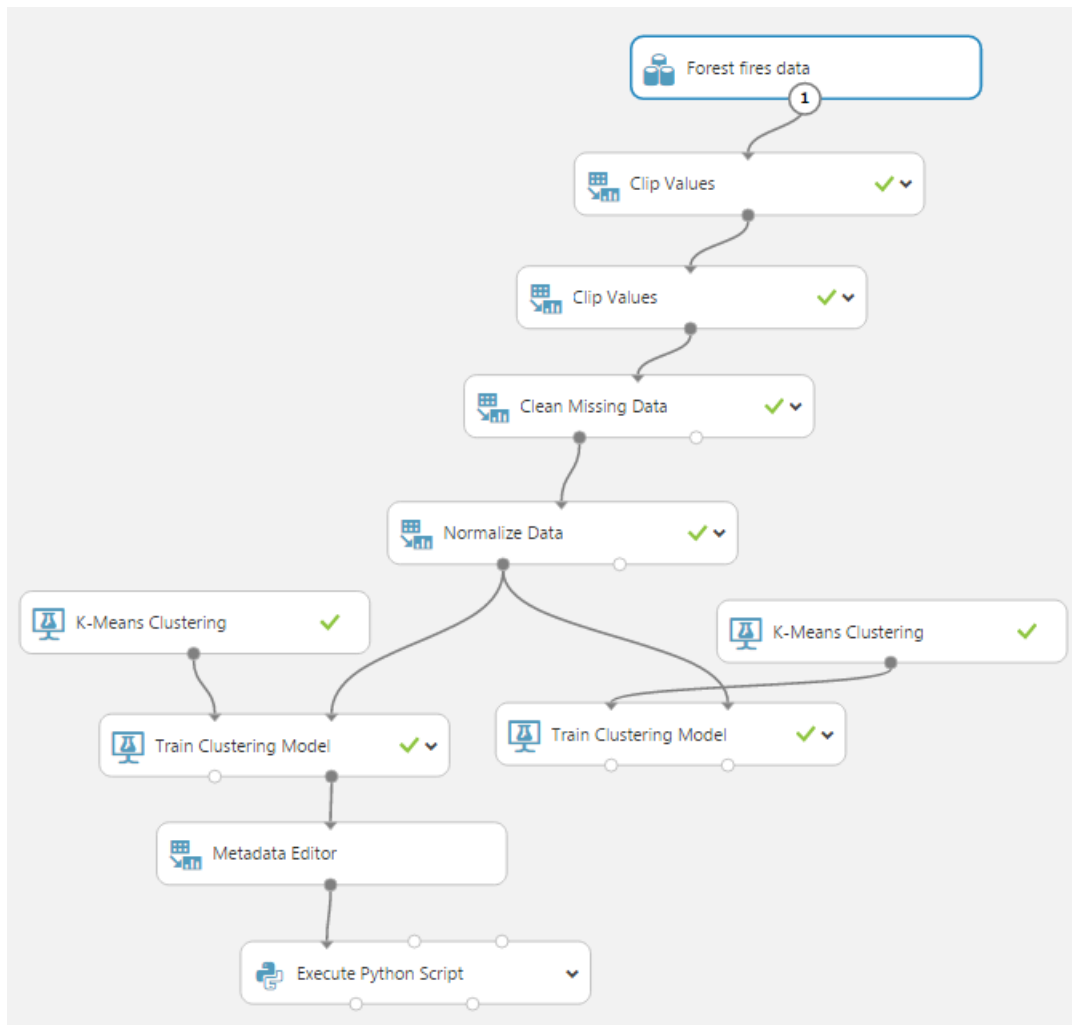 Forest fires data
1
Clip Values
Clip Values
Clean Missing Data
Normalize Data
K-Means Clustering
K-Means Clustering
Train Clustering Model
Train Clustering Model
Metadata Editor
Execute Python Script